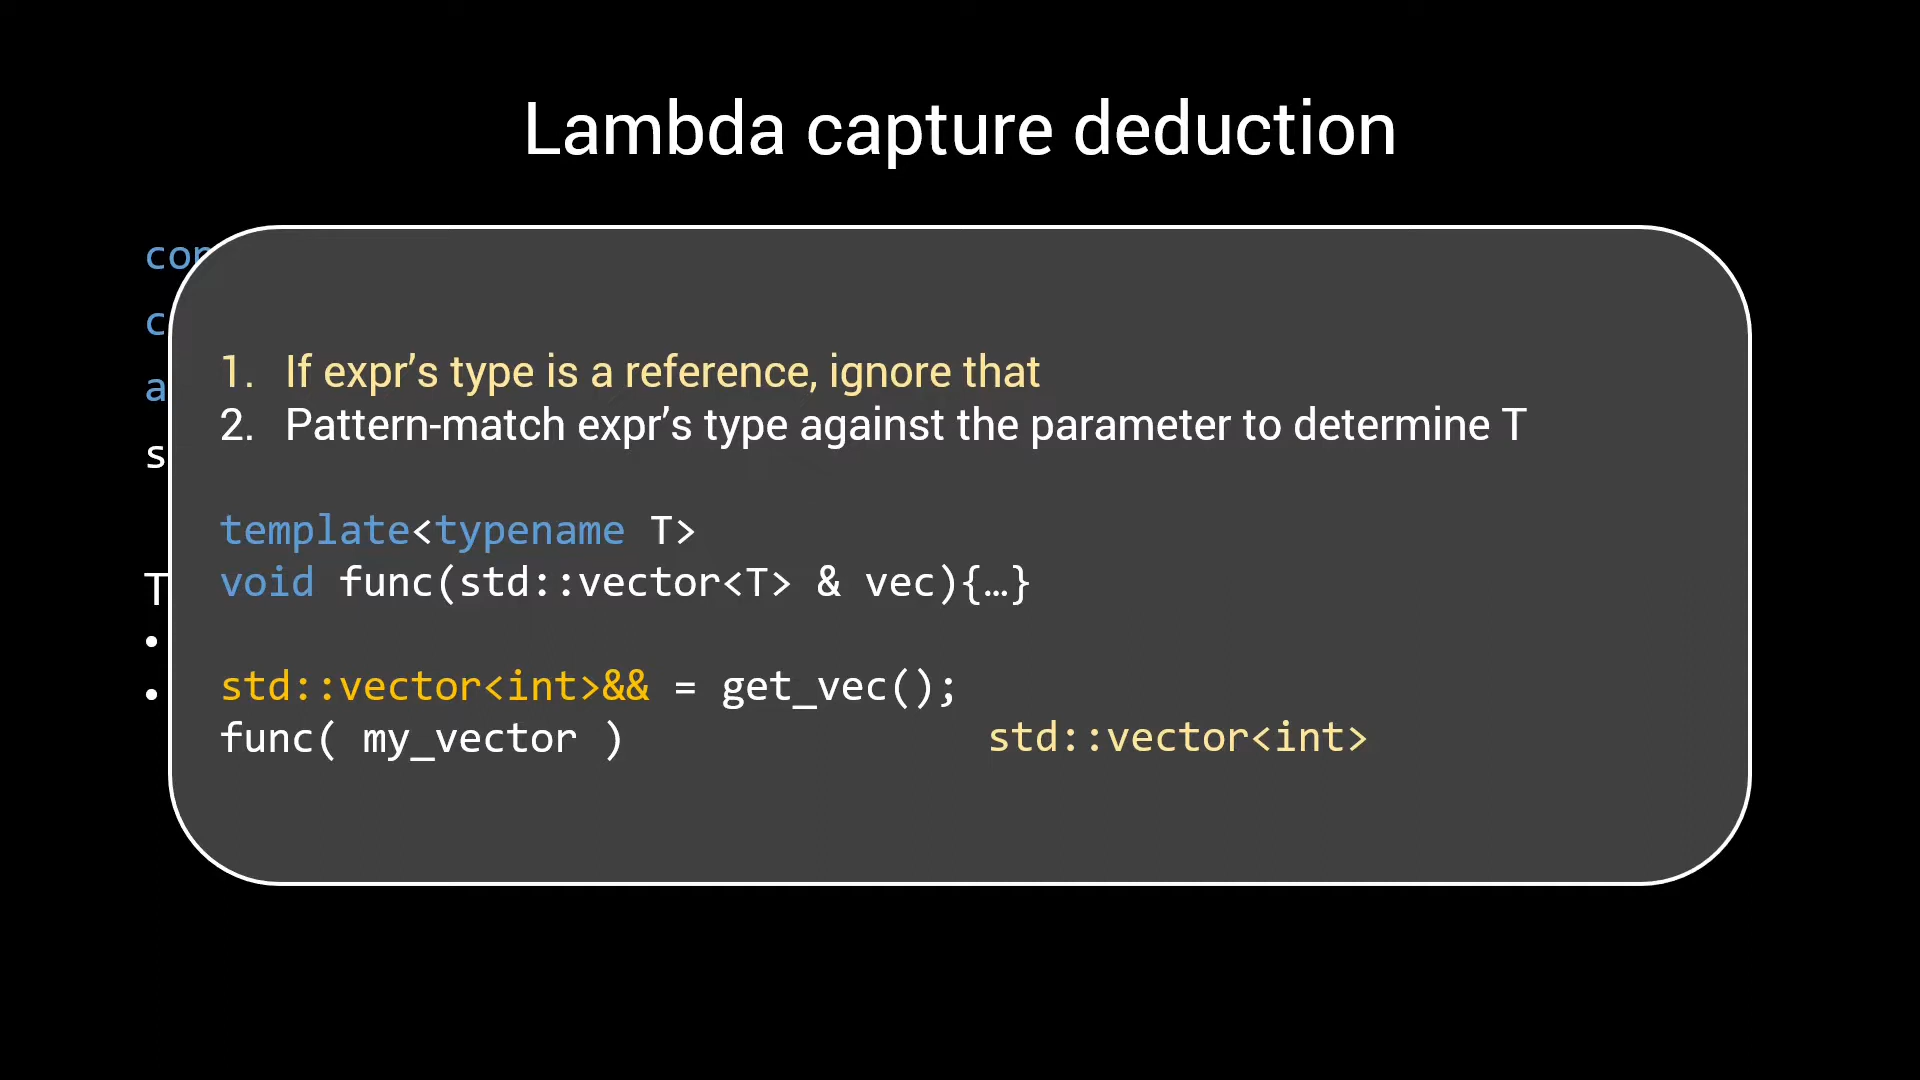 Lambda capture deduction
1. If expr’s type is a reference, ignore that
2. Pattern-match expr’s type against the parameter to determine T
template<typename T>
void func(std::vector<T> & vec){…}
std::vector<int>&& = get_vec();
func( my_vector ) std::vector<int>